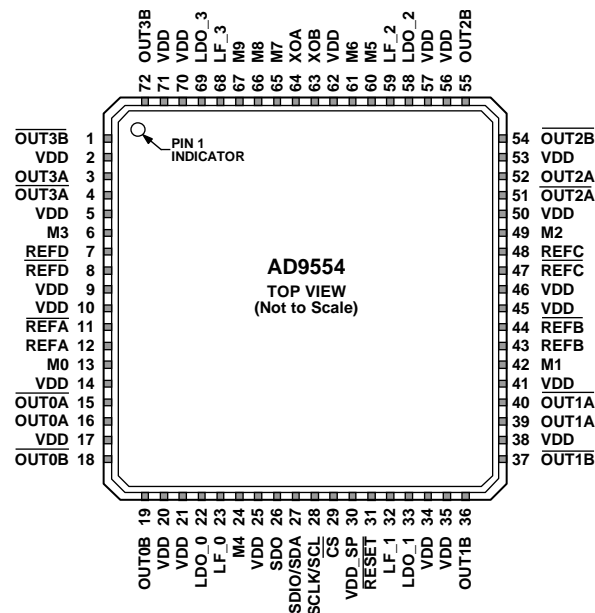 72 OUT3B
71 VDD
70 VDD
69 LDO_3
68 LF_3
67 M9
66 M8
65 M7
64 XOA
63 XOB
62 VDD
61 M6
60 M5
59 LF_2
58 LDO_2
57 VDD
56 VDD
55 OUT2B
OUT3B 1
VDD 2
OUT3A 3
OUT3A 4
VDD 5
M3 6
REFD 7
REFD 8
VDD 9
VDD 10
REFA 11
REFA 12
M0 13
VDD 14
OUT0A 15
OUT0A 16
VDD 17
OUT0B 18
PIN 1
INDICATOR
AD9554
TOP VIEW
(Not to Scale)
54 OUT2B
53 VDD
52 OUT2A
51 OUT2A
50 VDD
49 M2
48 REFC
47 REFC
46 VDD
45 VDD
44 REFB
43 REFB
42 M1
41 VDD
40 OUT1A
39 OUT1A
38 VDD
37 OUT1B
OUT0B 19
VDD 20
VDD 21
LDO_0 22
LF_0 23
M4 24
VDD 25
SDO 26
SDIO/SDA 27
SCLK/SCL 28
CS 29
VDD_SP 30
RESET 31
LF_1 32
LDO_1 33
VDD 34
VDD 35
OUT1B 36